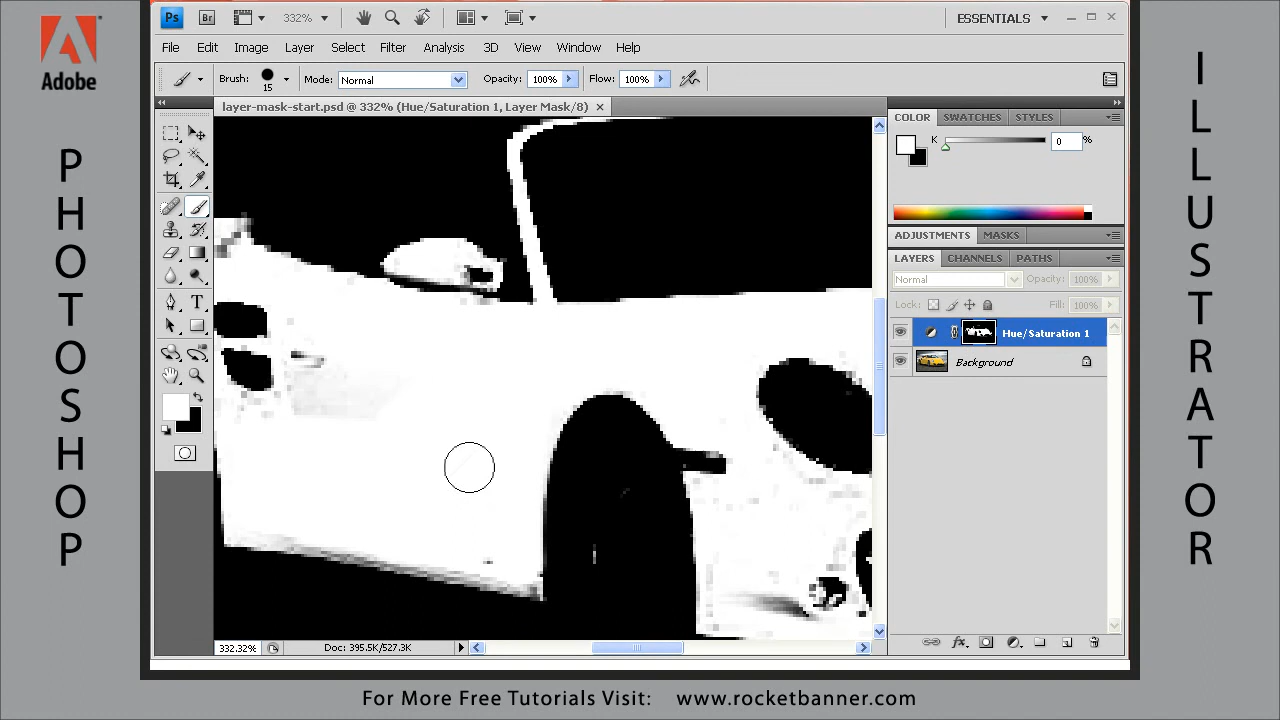 Adobe
PHOTOSHOP
Ps
Br
332%
ESSENTIALS
File Edit Image Layer Select Filter Analysis 3D View Window Help
Brush: 15 Mode: Normal Opacity: 100% Flow: 100%
layer-mask-start.psd @ 332% (Hue/Saturation 1, Layer Mask/8) ×
COLOR SWATCHES STYLES
K 0 %
ADJUSTMENTS MASKS
LAYERS CHANNELS PATHS
Normal Opacity: 100%
Lock: Fill: 100%
Hue/Saturation 1
Background
T
332.32% Doc: 395.5K/527.3K
ILLUSTRATOR
For More Free Tutorials Visit: www.rocketbanner.com